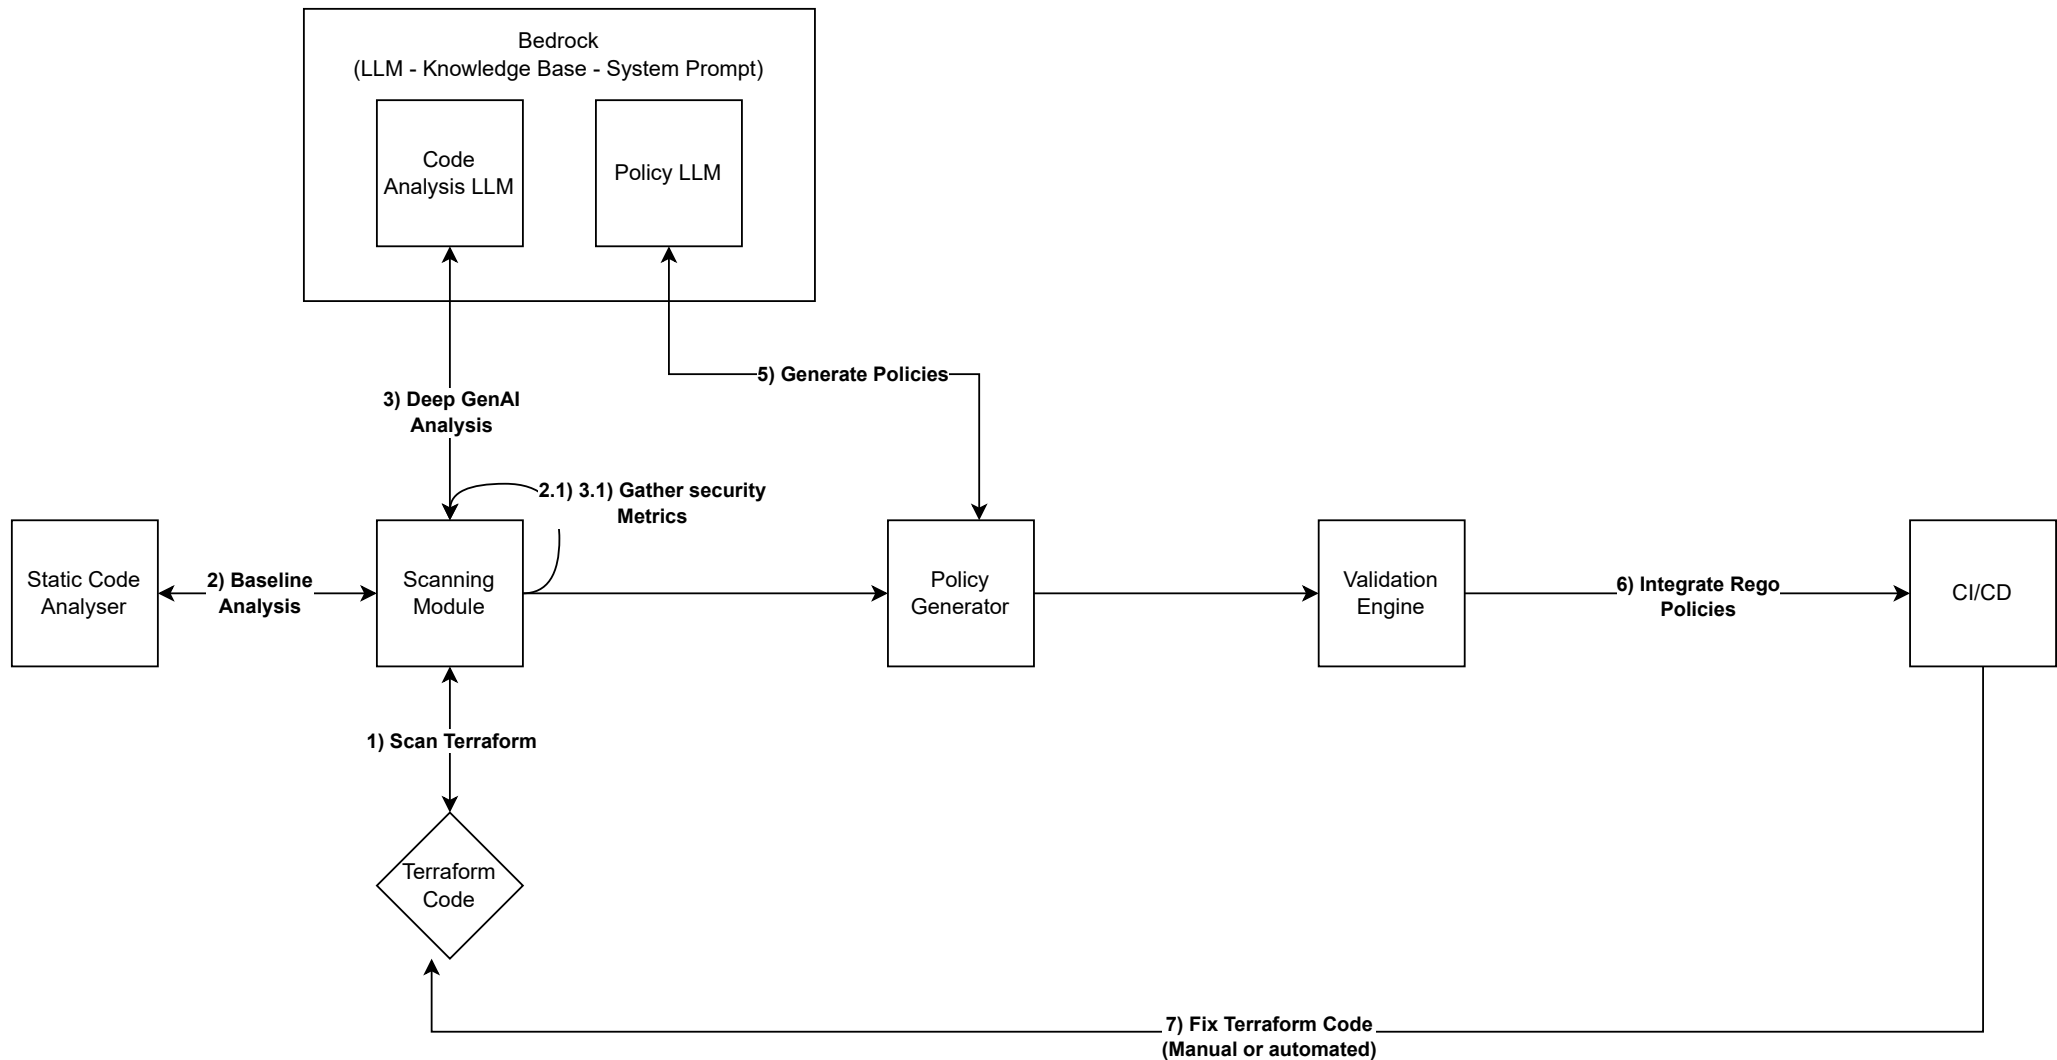 Bedrock
(LLM - Knowledge Base - System Prompt)
Code
Analysis LLM
Policy LLM
5) Generate Policies
3) Deep GenAI
Analysis
2.1) 3.1) Gather security
Metrics
Static Code
Analyser
2) Baseline
Analysis
Scanning
Module
Policy
Generator
Validation
Engine
6) Integrate Rego
Policies
CI/CD
1) Scan Terraform
Terraform
Code
7) Fix Terraform Code
(Manual or automated)